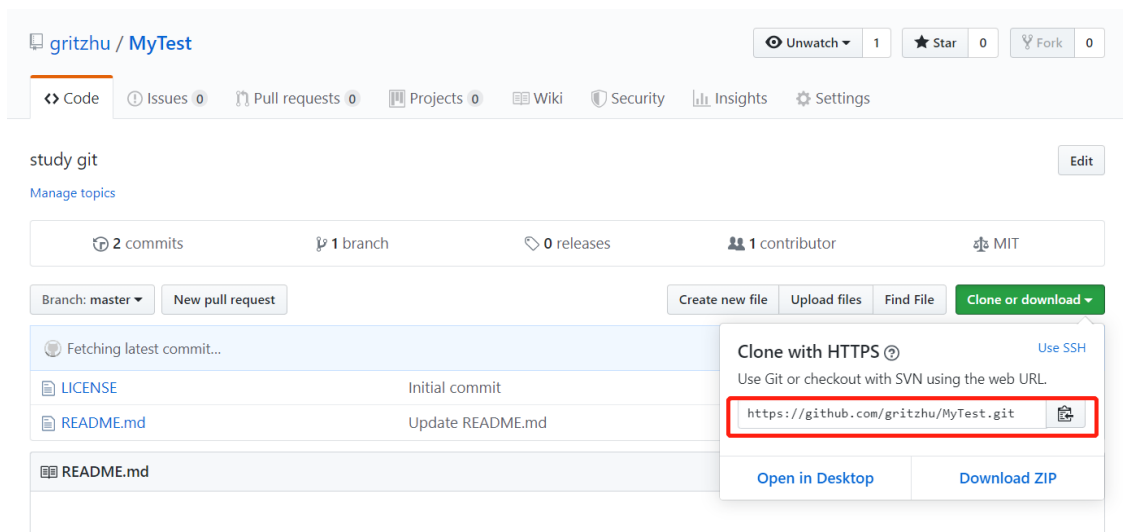 gritzhu / MyTest
Unwatch 1 Star 0 Fork 0
Code Issues 0 Pull requests 0 Projects 0 Wiki Security Insights Settings
study git
Edit
Manage topics
2 commits 1 branch 0 releases 1 contributor MIT
Branch: master New pull request Create new file Upload files Find File Clone or download
Fetching latest commit...
LICENSE Initial commit
README.md Update README.md
README.md
Clone with HTTPS ? Use SSH
Use Git or checkout with SVN using the web URL.
https://github.com/gritzhu/MyTest.git
Open in Desktop Download ZIP